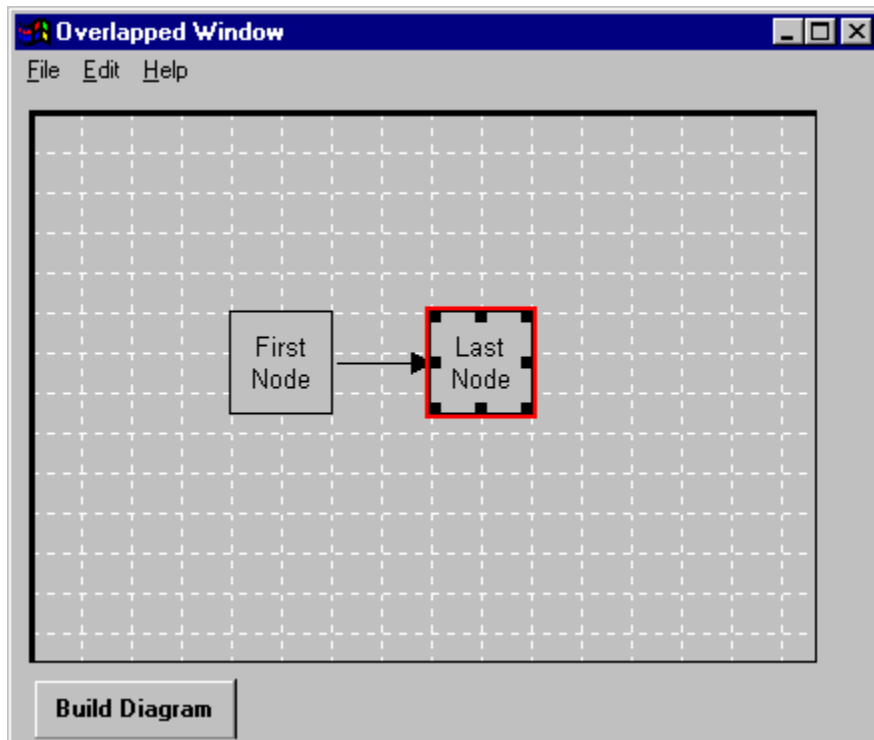 Overlapped Window
File Edit Help
First
Node
Last
Node
Build Diagram